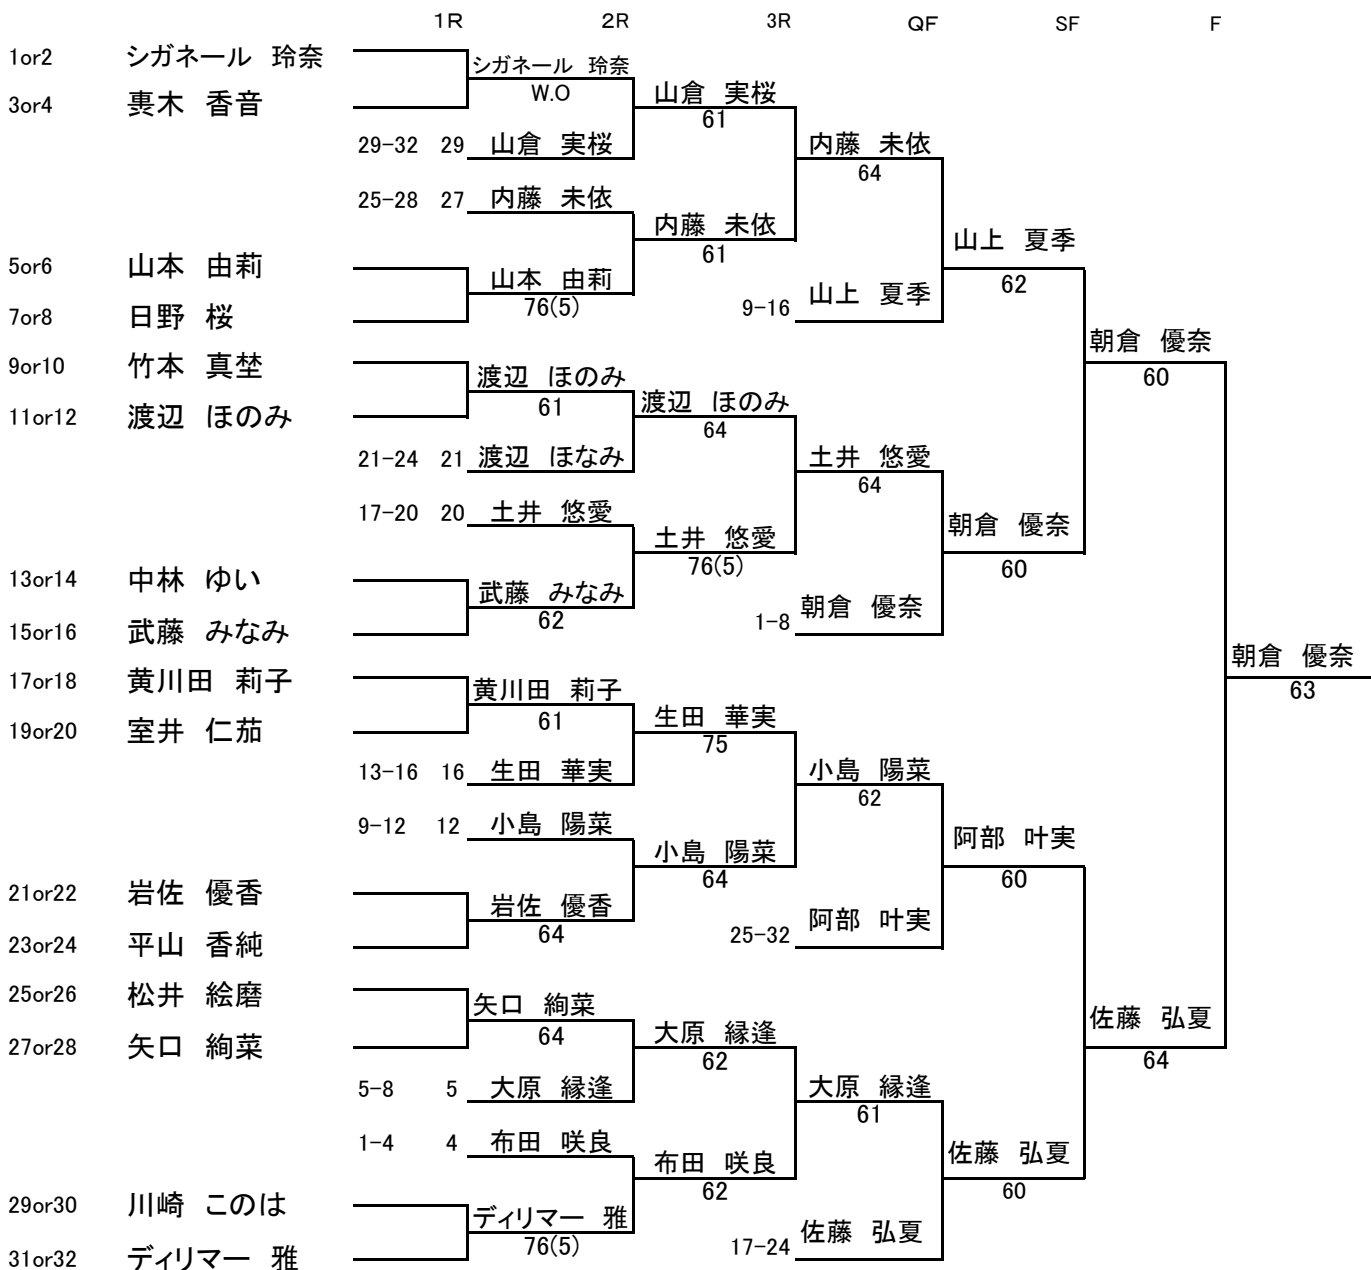 1R 2R 3R QF SF F
1or2 シガネール 玲奈
シガネール 玲奈
W.O
山倉 実桜
61
3or4 褜木 香音
29-32 29 山倉 実桜
内藤 未依
64
25-28 27 内藤 未依
内藤 未依
61
山上 夏季
62
5or6 山本 由莉
山本 由莉
76(5)
9-16 山上 夏季
7or8 日野 桜
朝倉 優奈
60
9or10 竹本 真埜
渡辺 ほのみ
61
渡辺 ほのみ
64
11or12 渡辺 ほのみ
21-24 21 渡辺 ほなみ
土井 悠愛
64
17-20 20 土井 悠愛
朝倉 優奈
60
土井 悠愛
76(5)
13or14 中林 ゆい
武藤 みなみ
62
1-8 朝倉 優奈
15or16 武藤 みなみ
朝倉 優奈
63
17or18 黄川田 莉子
黄川田 莉子
61
生田 華実
75
19or20 室井 仁茄
13-16 16 生田 華実
小島 陽菜
62
9-12 12 小島 陽菜
小島 陽菜
64
阿部 叶実
60
21or22 岩佐 優香
岩佐 優香
64
25-32 阿部 叶実
23or24 平山 香純
25or26 松井 絵磨
矢口 絢菜
64
佐藤 弘夏
64
27or28 矢口 絢菜
大原 縁逢
62
5-8 5 大原 縁逢
大原 縁逢
61
1-4 4 布田 咲良
布田 咲良
62
佐藤 弘夏
60
29or30 川崎 このは
ディリマー 雅
76(5)
17-24 佐藤 弘夏
31or32 ディリマー 雅